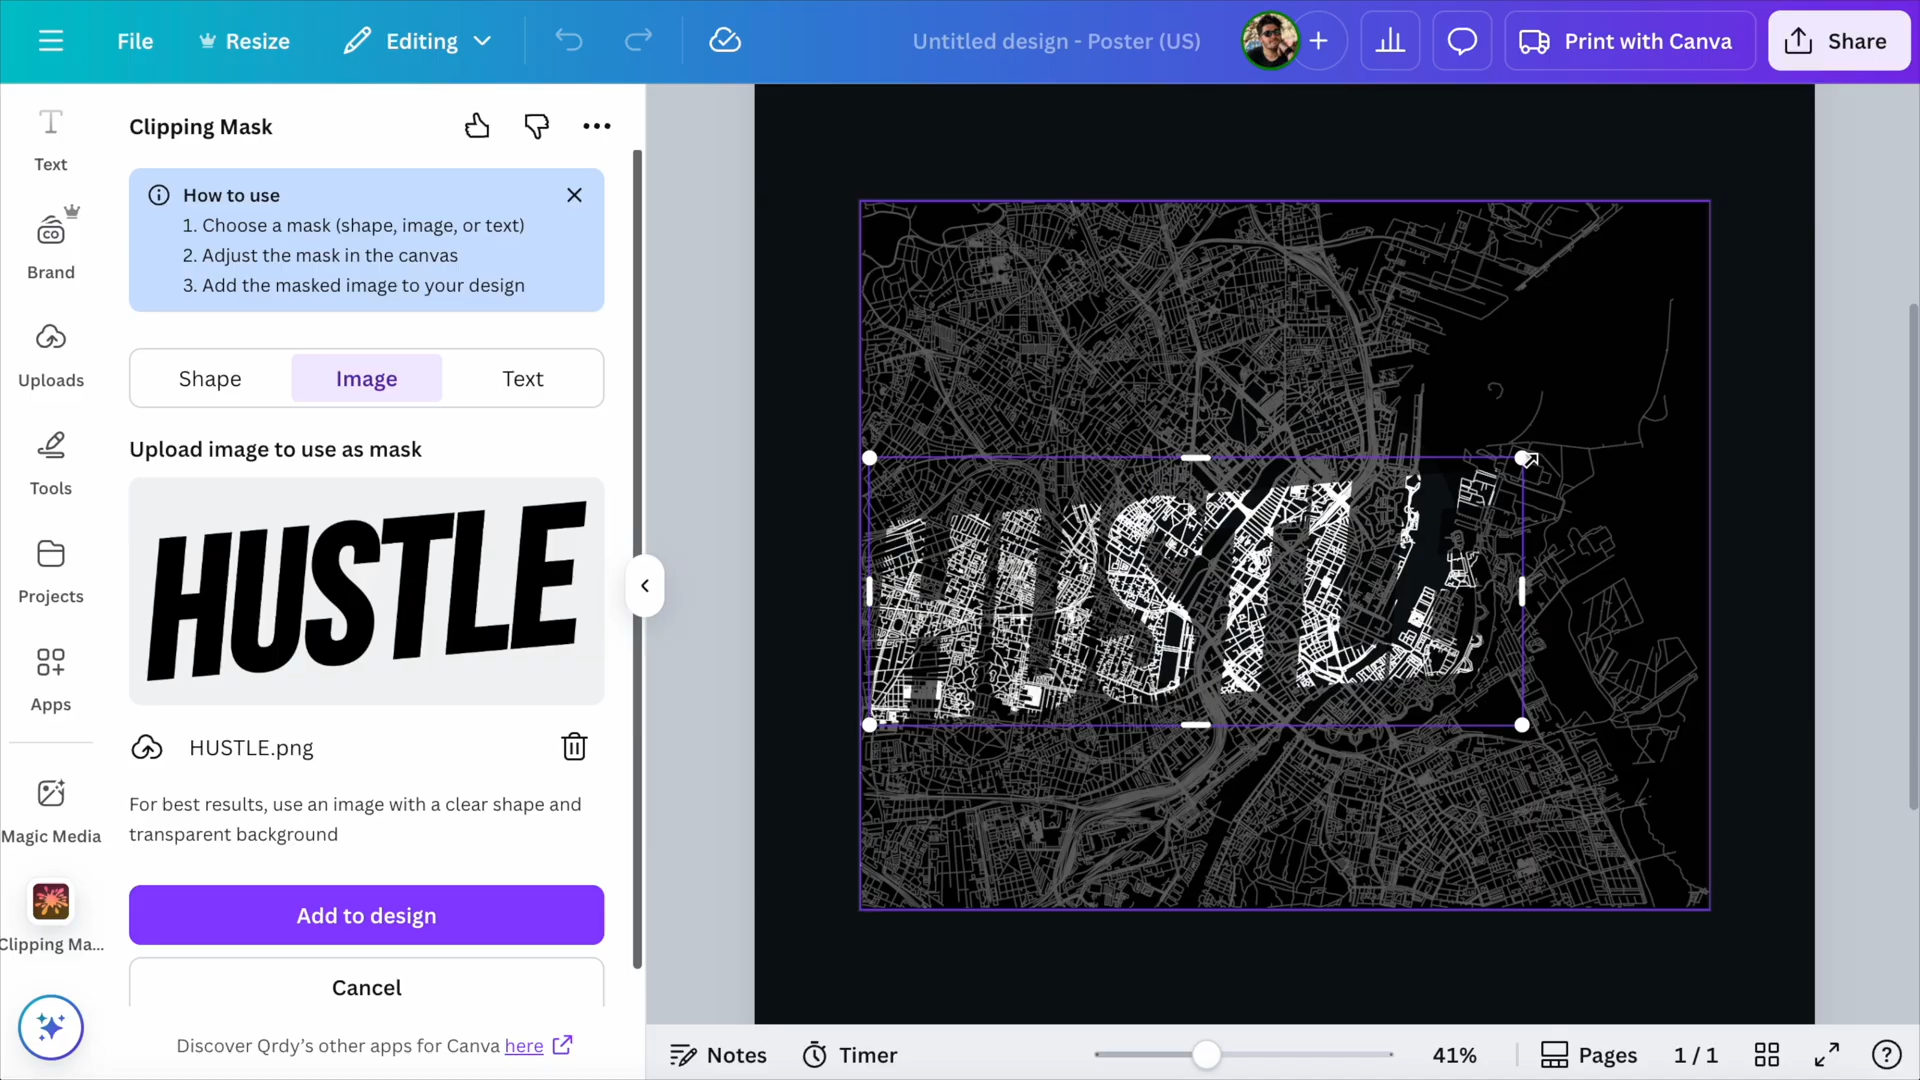 File
Resize
Editing
Untitled design - Poster (US)
Print with Canva
Share
Text
CO
Brand
Uploads
Tools
Projects
Apps
Magic Media
Clipping Ma...
Clipping Mask
How to use
1. Choose a mask (shape, image, or text)
2. Adjust the mask in the canvas
3. Add the masked image to your design
Shape
Image
Text
Upload image to use as mask
HUSTLE
HUSTLE.png
For best results, use an image with a clear shape and
transparent background
Add to design
Cancel
Discover Qrdy’s other apps for Canva here
HUSTLE
Notes
Timer
41%
Pages
1 / 1